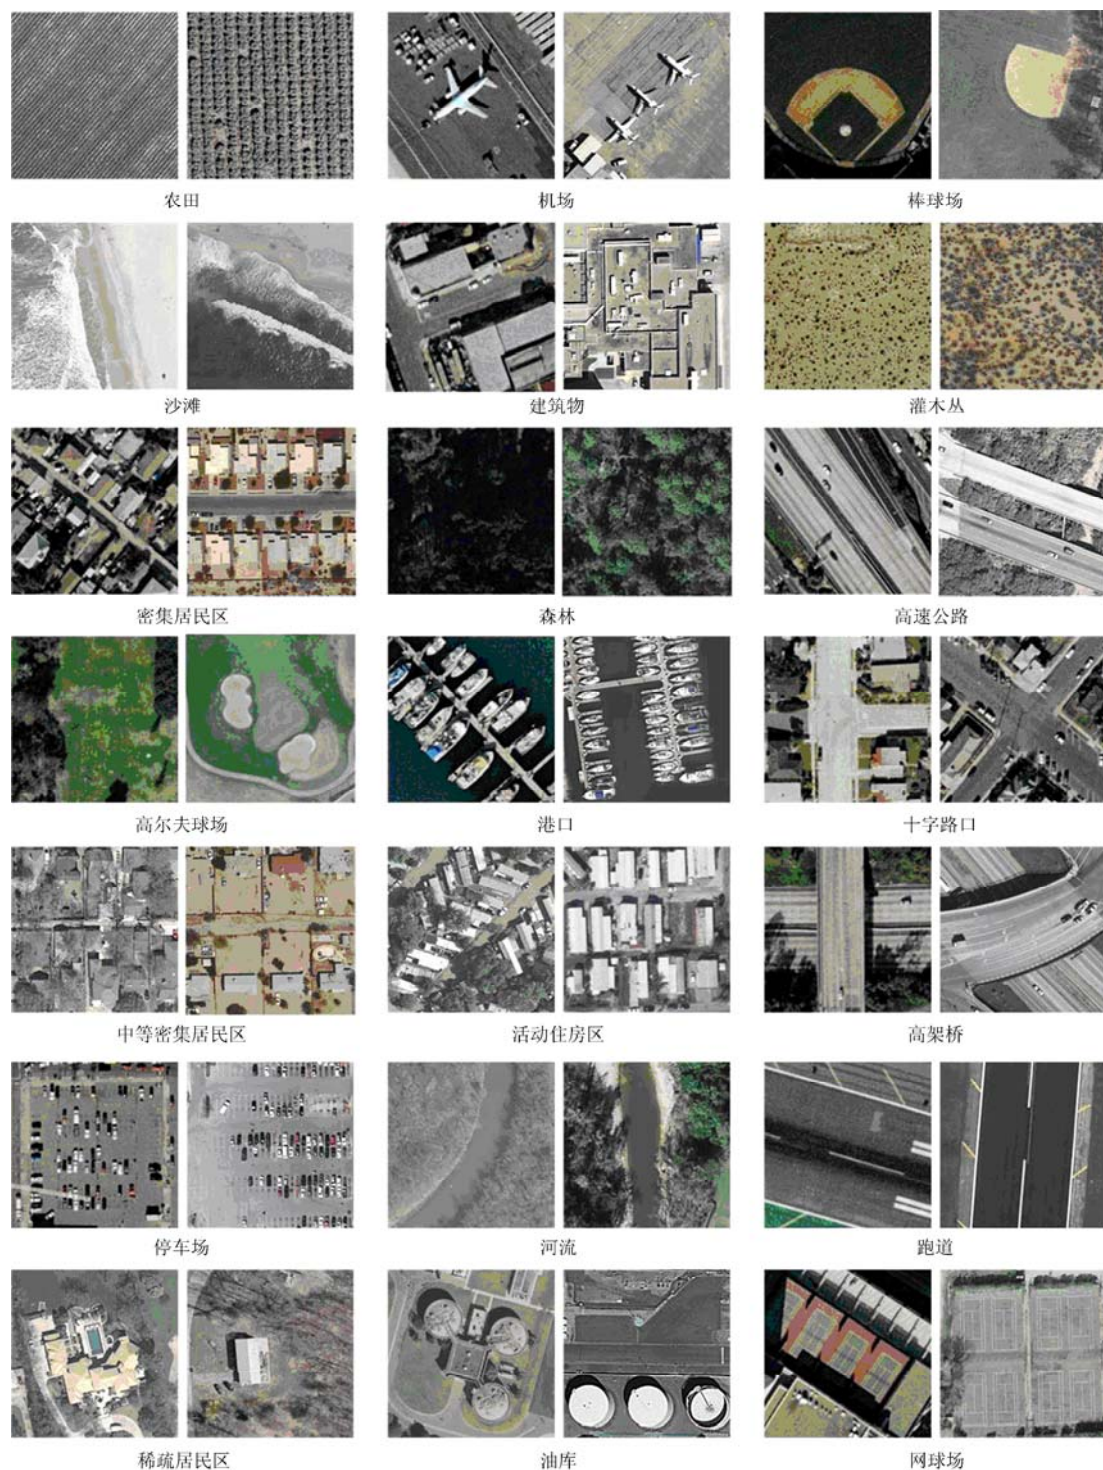 农田
机场
棒球场
沙滩
建筑物
灌木丛
密集居民区
森林
高速公路
高尔夫球场
港口
十字路口
中等密集居民区
活动住房区
高架桥
停车场
河流
跑道
稀疏居民区
油库
网球场